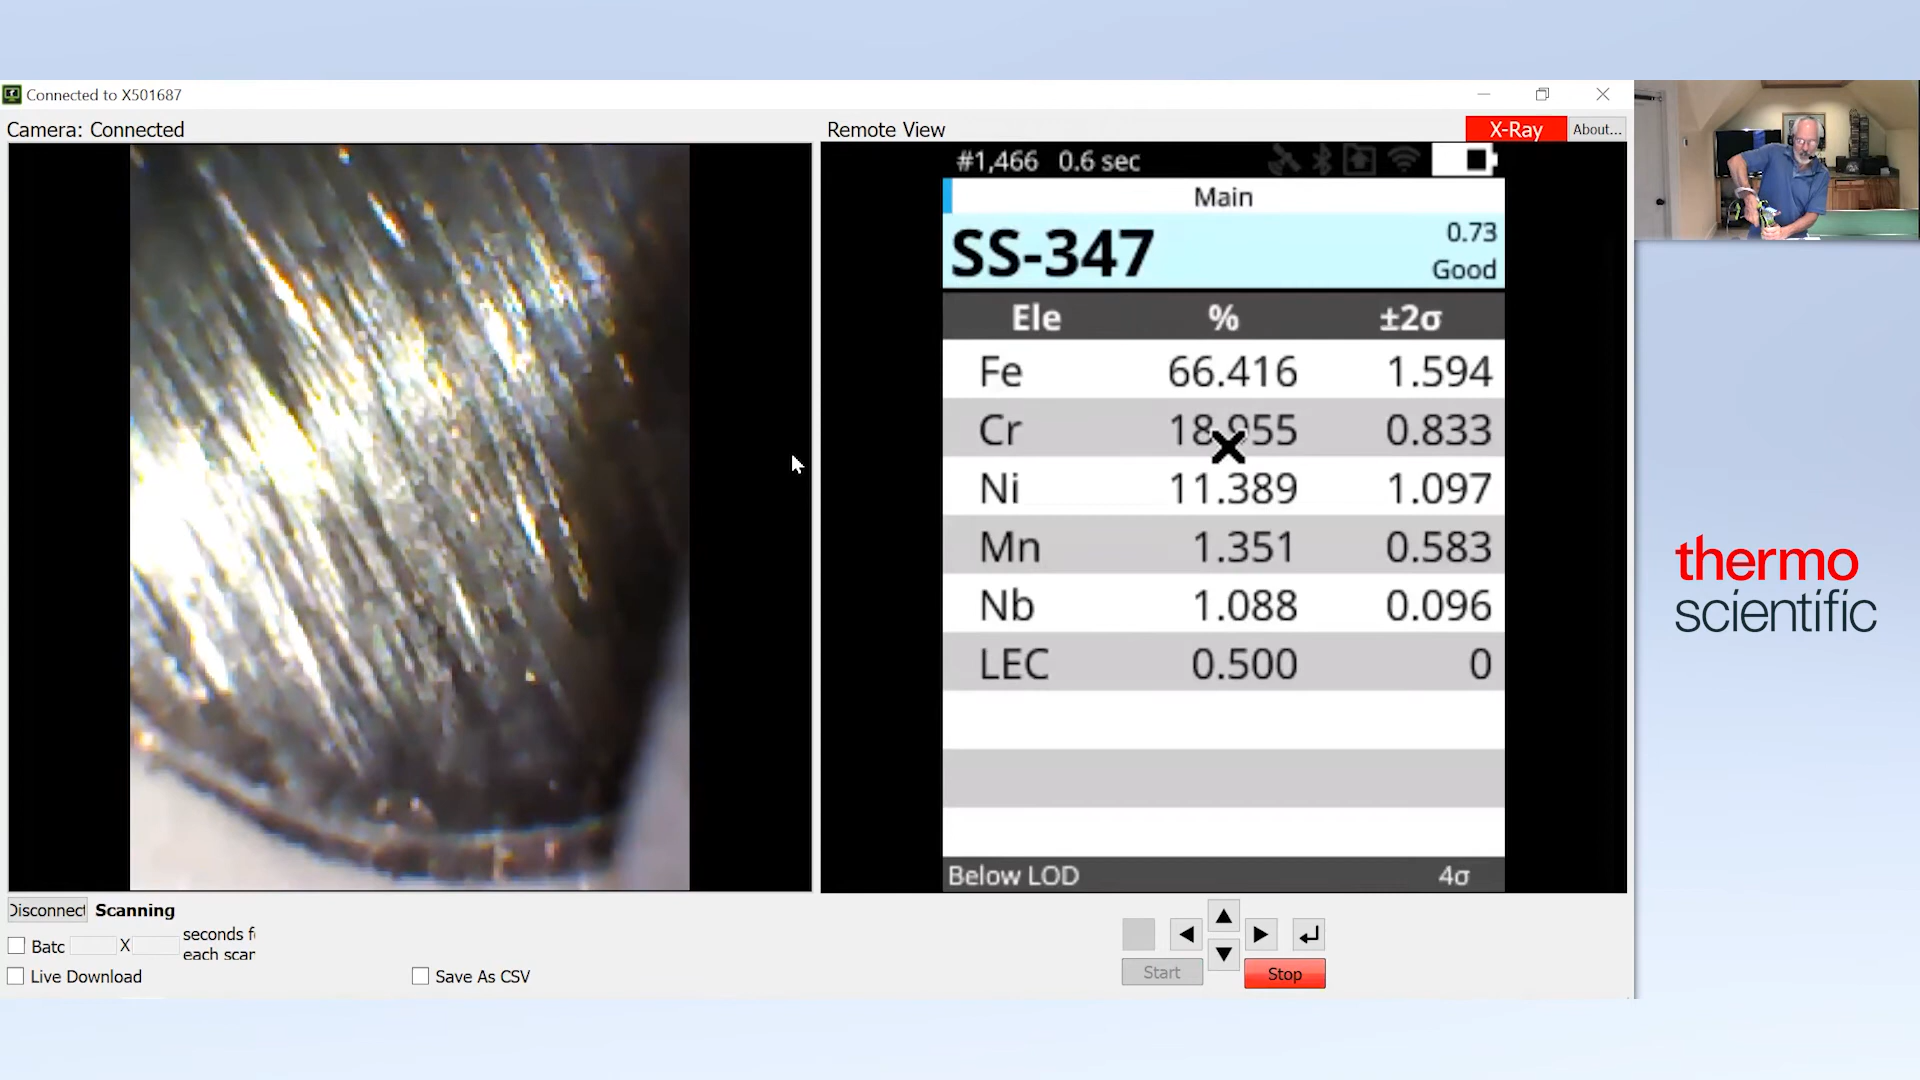 Connected to X501687
Camera: Connected
Remote View
X-Ray
About...
#1,466 0.6 sec
Main
SS-347
0.73
Good
Ele % ±2σ
Fe 66.416 1.594
Cr 18.955 0.833
Ni 11.389 1.097
Mn 1.351 0.583
Nb 1.088 0.096
LEC 0.500 0
Below LOD 4σ
Disconnect Scanning
Batc X seconds f
each scar
Live Download
Save As CSV
Start
Stop
thermo
scientific